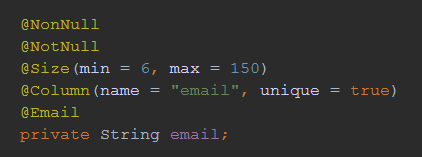 @NonNull
@NotNull
@Size(min = 6, max = 150)
@Column(name = "email", unique = true)
@Email
private String email;